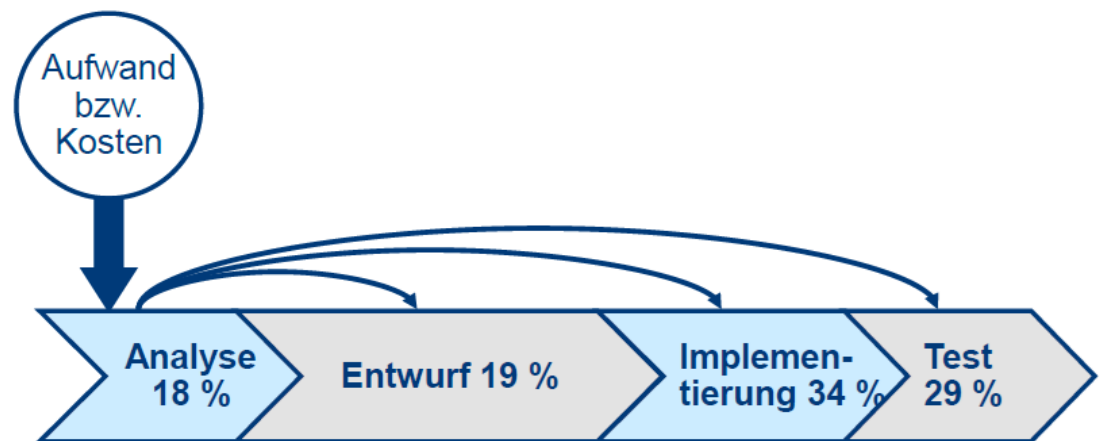 Aufwand
bzw.
Kosten
Analyse
18 %
Entwurf 19 %
Implemen-
tierung 34 %
Test
29 %